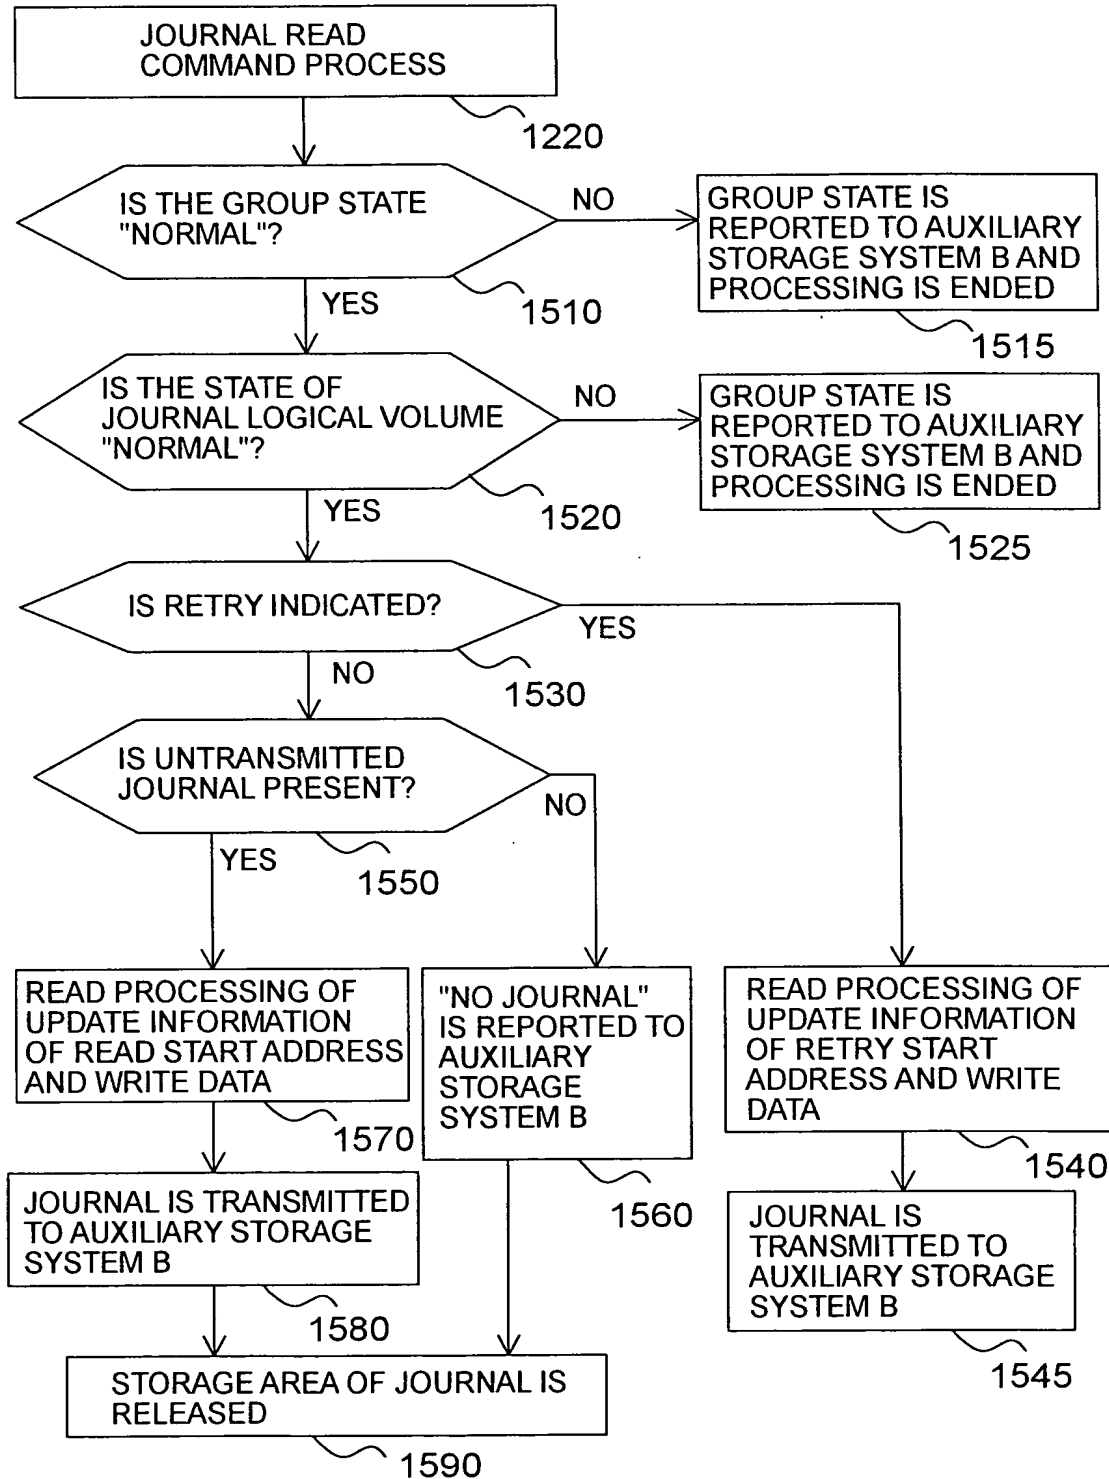 JOURNAL READ
COMMAND PROCESS
1220
IS THE GROUP STATE
"NORMAL"?
NO
GROUP STATE IS
REPORTED TO AUXILIARY
STORAGE SYSTEM B AND
PROCESSING IS ENDED
YES
1510
1515
IS THE STATE OF
JOURNAL LOGICAL VOLUME
"NORMAL"?
NO
GROUP STATE IS
REPORTED TO AUXILIARY
STORAGE SYSTEM B AND
PROCESSING IS ENDED
YES
1520
1525
IS RETRY INDICATED?
YES
NO
1530
IS UNTRANSMITTED
JOURNAL PRESENT?
NO
YES
1550
READ PROCESSING OF
UPDATE INFORMATION
OF READ START ADDRESS
AND WRITE DATA
1570
"NO JOURNAL"
IS REPORTED TO
AUXILIARY
STORAGE
SYSTEM B
1560
READ PROCESSING OF
UPDATE INFORMATION
OF RETRY START
ADDRESS AND WRITE
DATA
1540
JOURNAL IS TRANSMITTED
TO AUXILIARY STORAGE
SYSTEM B
1580
JOURNAL IS
TRANSMITTED TO
AUXILIARY STORAGE
SYSTEM B
1545
STORAGE AREA OF JOURNAL IS
RELEASED
1590